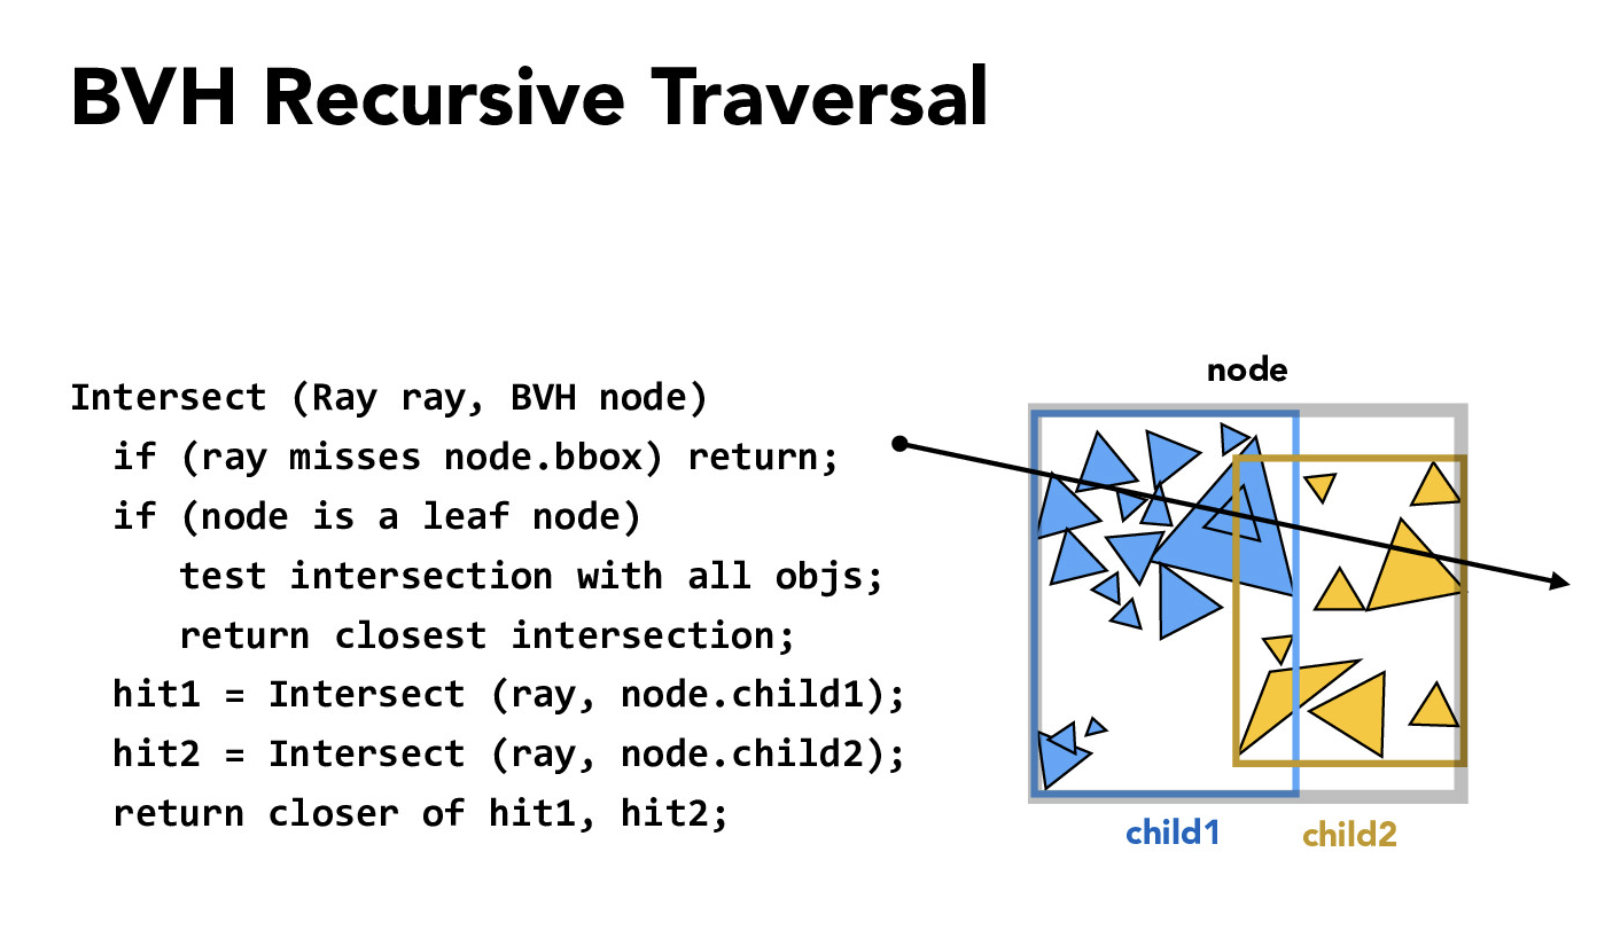 BVH Recursive Traversal
Intersect (Ray ray, BVH node)
if (ray misses node.bbox) return;
if (node is a leaf node)
test intersection with all objs;
return closest intersection;
hit1 = Intersect (ray, node.child1);
hit2 = Intersect (ray, node.child2);
return closer of hit1, hit2;
node
child1
child2